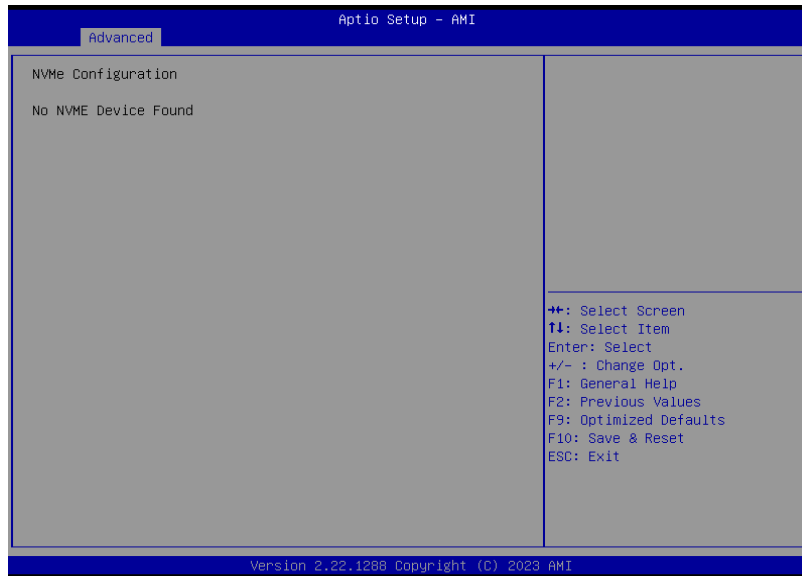 Aptio Setup – AMI
Advanced
NVMe Configuration
No NVME Device Found
→←: Select Screen
↑↓: Select Item
Enter: Select
+/– : Change Opt.
F1: General Help
F2: Previous Values
F9: Optimized Defaults
F10: Save & Reset
ESC: Exit
Version 2.22.1288 Copyright (C) 2023 AMI